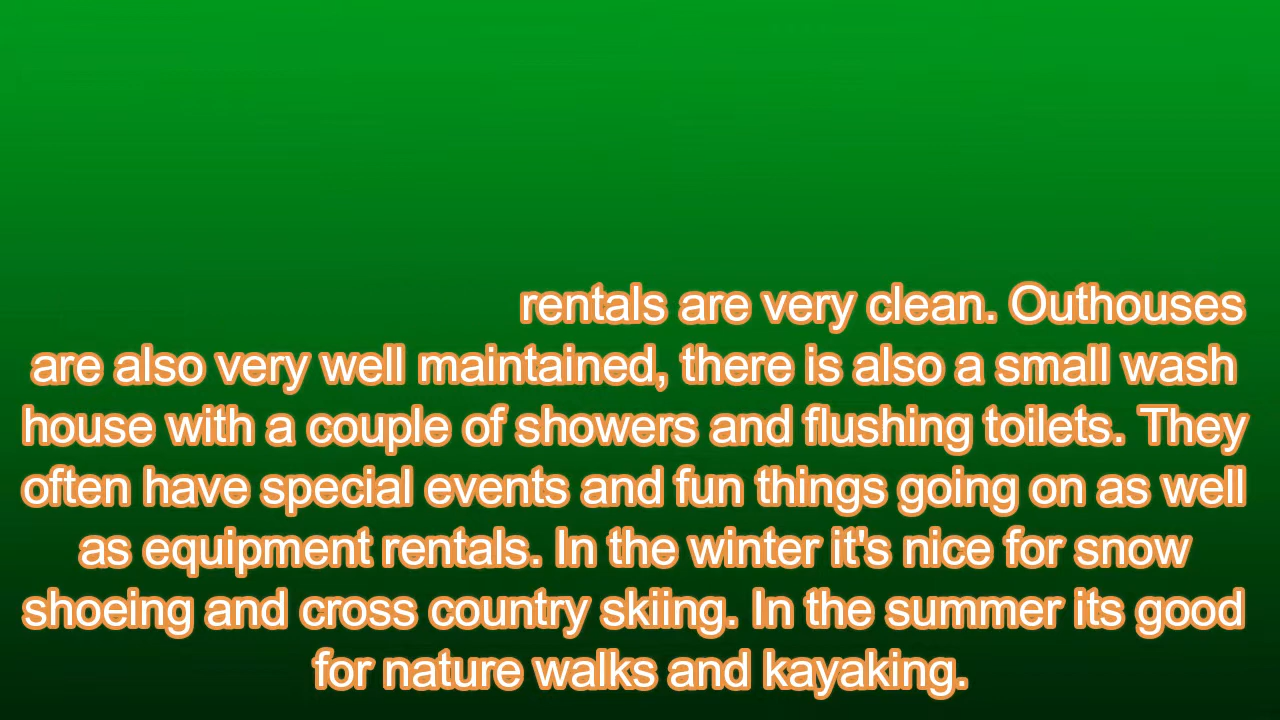 rentals are very clean. Outhouses
are also very well maintained, there is also a small wash
house with a couple of showers and flushing toilets. They
often have special events and fun things going on as well
as equipment rentals. In the winter it's nice for snow
shoeing and cross country skiing. In the summer its good
for nature walks and kayaking.